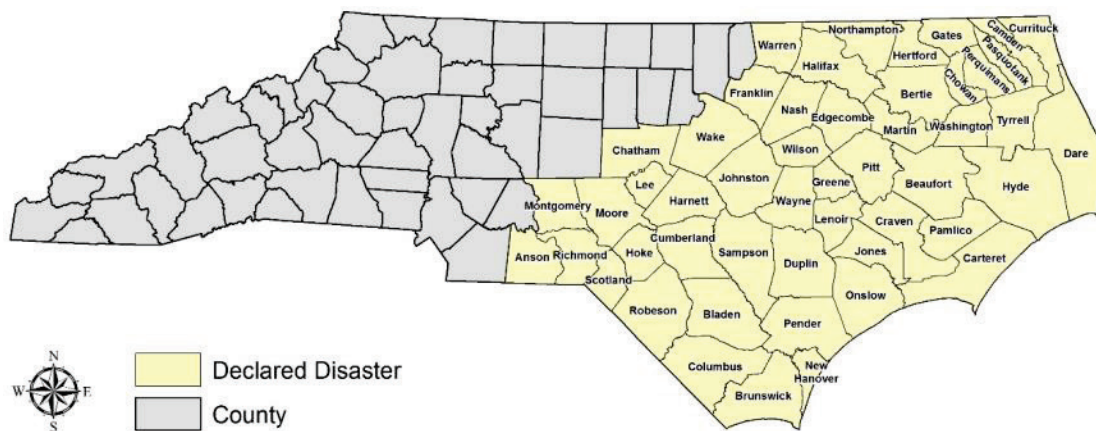 Warren
Northampton
Gates
Camden
Currituck
Pasquotank
Perquimans
Chowan
Hertford
Halifax
Bertie
Franklin
Nash
Edgecombe
Martin
Washington
Tyrrell
Dare
Wake
Wilson
Chatham
Pitt
Beaufort
Hyde
Johnston
Greene
Lee
Harnett
Wayne
Montgomery
Moore
Lenoir
Craven
Pamlico
Cumberland
Sampson
Duplin
Jones
Carteret
Anson
Richmond
Hoke
Scotland
Onslow
Robeson
Bladen
Pender
Columbus
New
Hanover
Brunswick
N
W
E
S
Declared Disaster
County